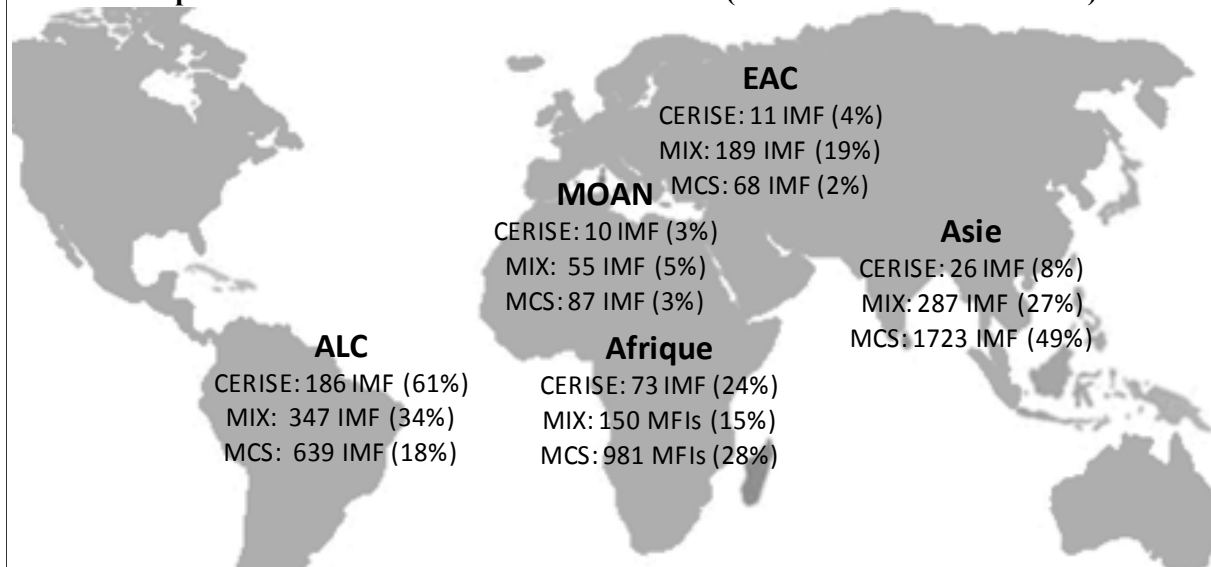 EAC
CERISE: 11 IMF (4%)
MIX: 189 IMF (19%)
MCS: 68 IMF (2%)
MOAN
CERISE: 10 IMF (3%)
MIX: 55 IMF (5%)
MCS: 87 IMF (3%)
Asie
CERISE: 26 IMF (8%)
MIX: 287 IMF (27%)
MCS: 1723 IMF (49%)
ALC
CERISE: 186 IMF (61%)
MIX: 347 IMF (34%)
MCS: 639 IMF (18%)
Afrique
CERISE: 73 IMF (24%)
MIX: 150 MFIs (15%)
MCS: 981 MFIs (28%)